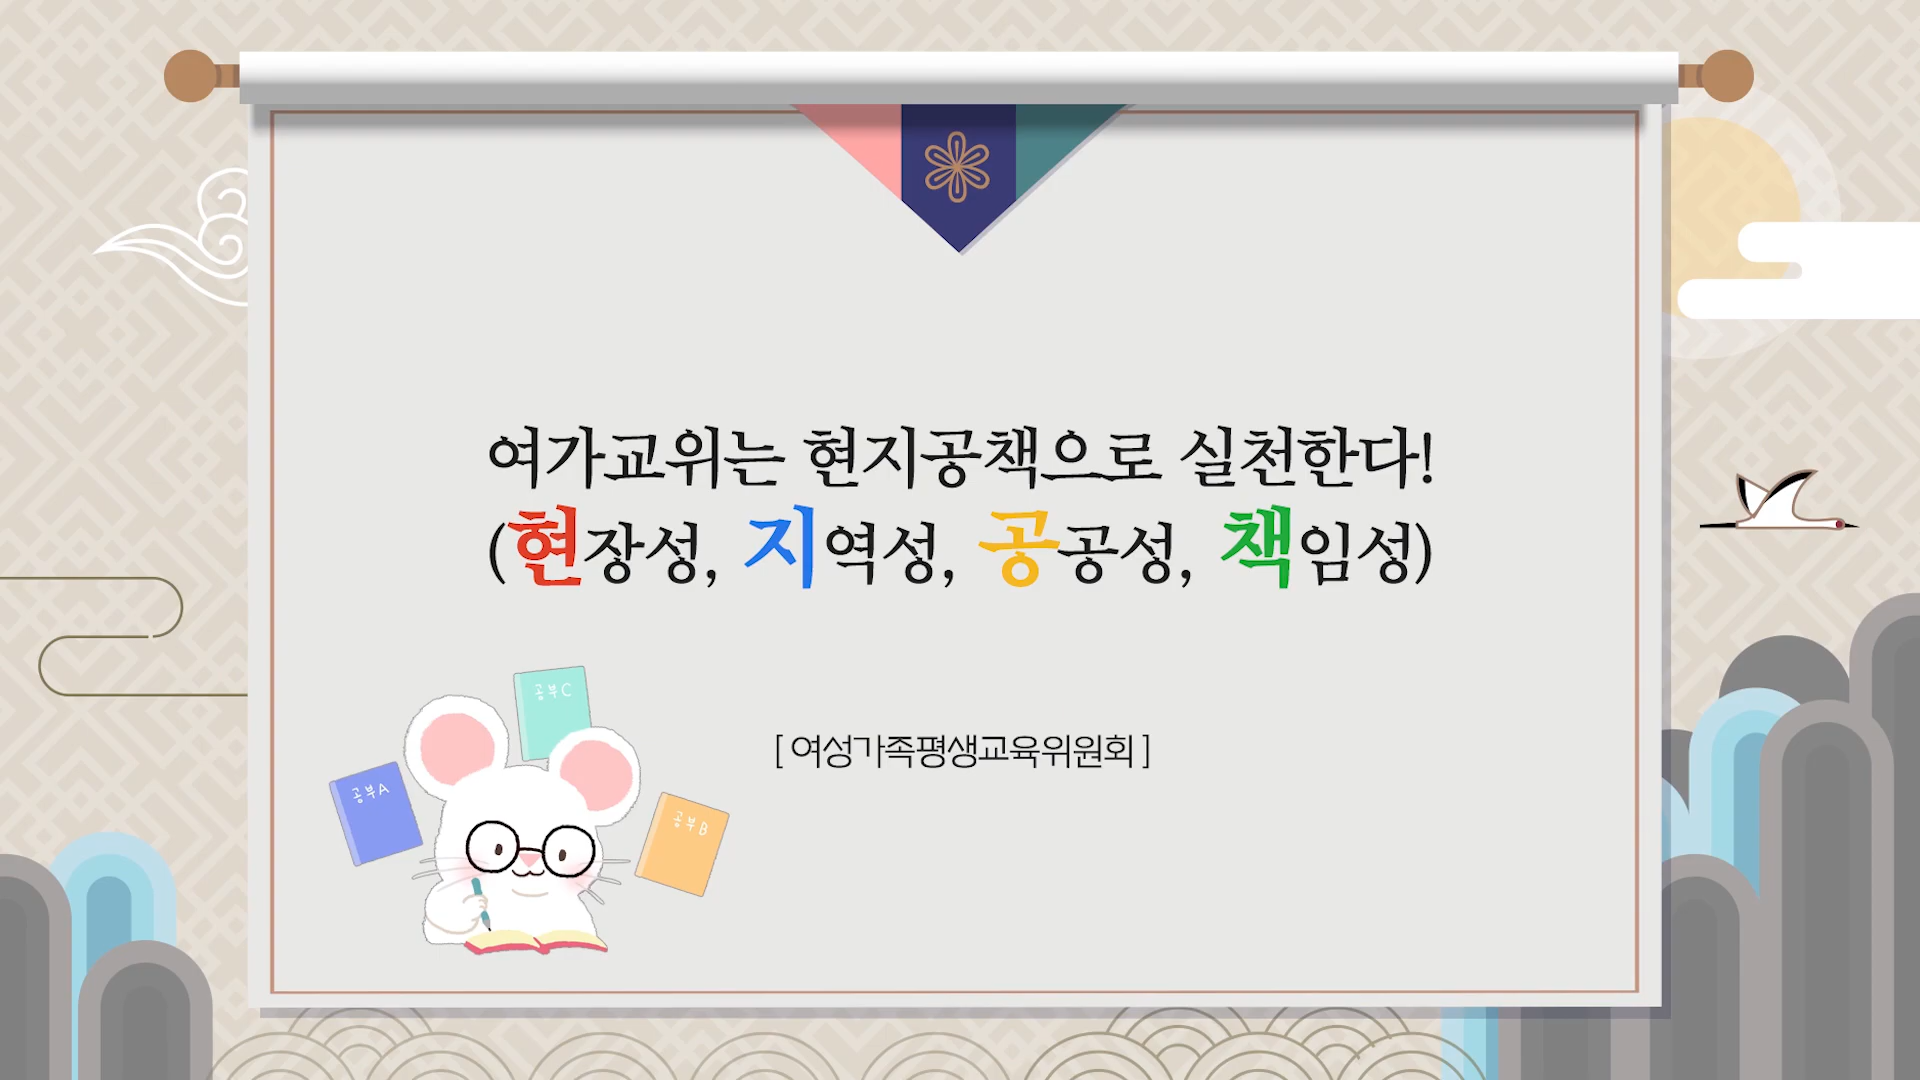 여가교위는 현지공책으로 실천한다!
(현장성, 지역성, 공공성, 책임성)
공부C
공부A
공부B
[ 여성가족평생교육위원회 ]